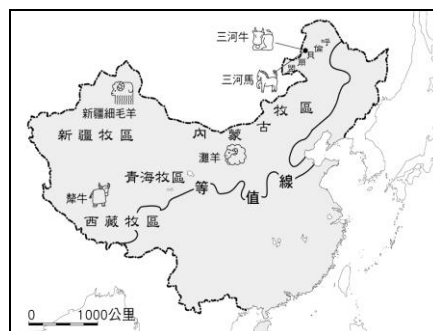 三河牛
呼倫貝爾盟
三河馬
新疆細毛羊
新疆牧區
內蒙古牧區
灘羊
青海牧區
等值線
犛牛
西藏牧區
0 1000公里